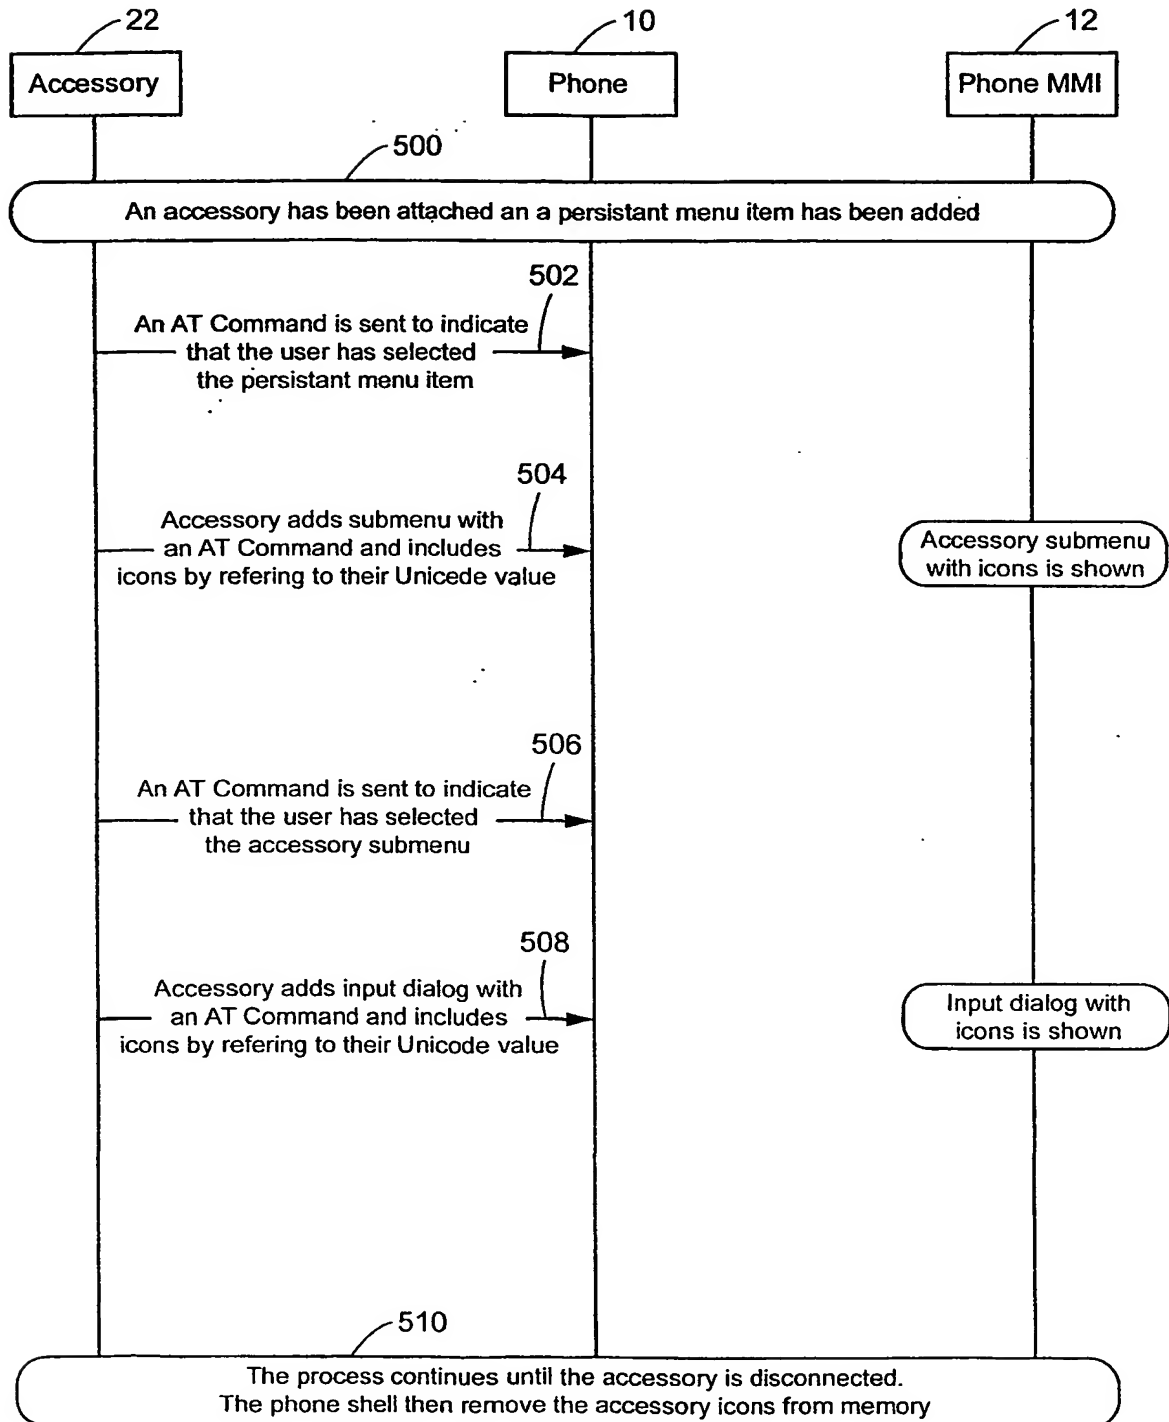 22
10
12
Accessory
Phone
Phone MMI
500
An accessory has been attached an a persistant menu item has been added
502
An AT Command is sent to indicate
that the user has selected
the persistant menu item
504
Accessory adds submenu with
an AT Command and includes
icons by refering to their Unicede value
Accessory submenu
with icons is shown
506
An AT Command is sent to indicate
that the user has selected
the accessory submenu
508
Accessory adds input dialog with
an AT Command and includes
icons by refering to their Unicode value
Input dialog with
icons is shown
510
The process continues until the accessory is disconnected.
The phone shell then remove the accessory icons from memory